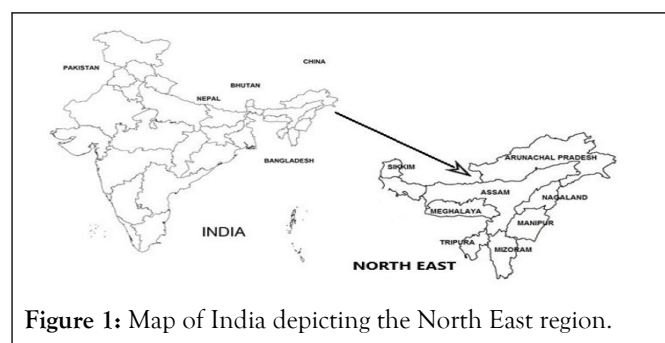 CHINA
PAKISTAN
BHUTAN
NEPAL
BANGLADESH
INDIA
ARUNACHAL PRADESH
SIKKIM
ASSAM
NAGALAND
MEGHALAYA
MANIPUR
TRIPURA
MIZORAM
NORTH EAST
Figure 1: Map of India depicting the North East region.